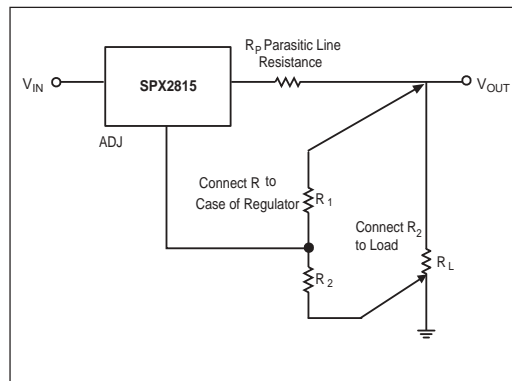 R_P Parasitic Line
Resistance
V_IN
SPX2815
V_OUT
ADJ
Connect R to
Case of Regulator
R_1
Connect R_2
to Load
R_2
R_L